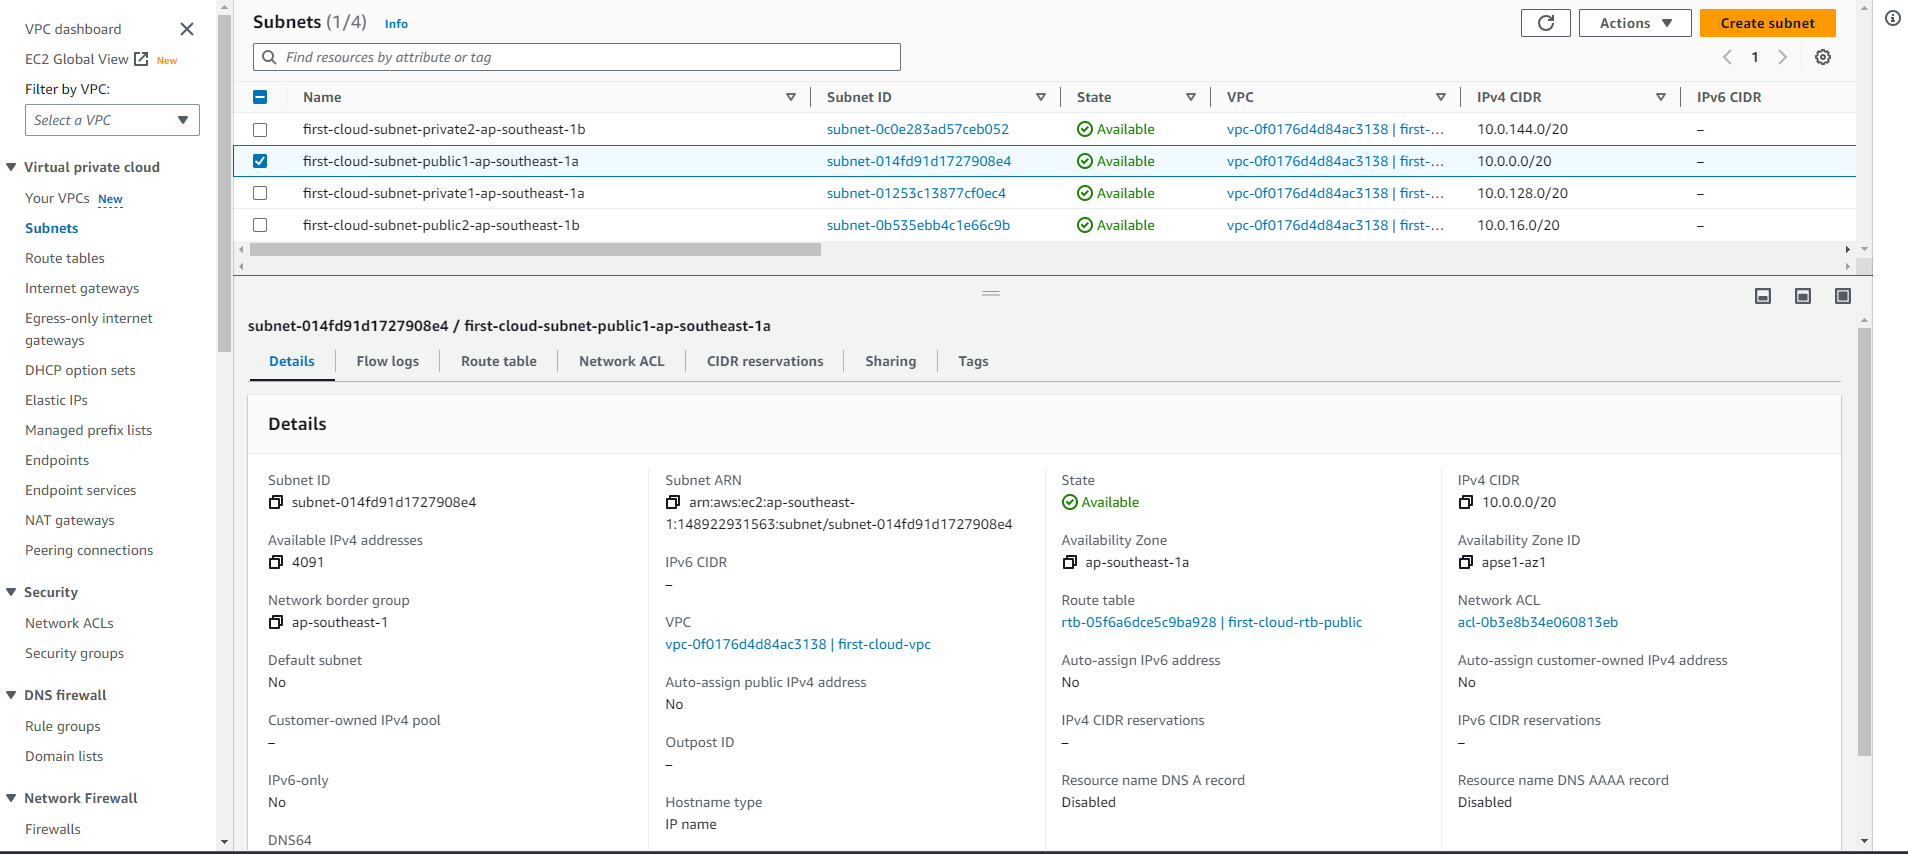 VPC dashboard
EC2 Global View New
Filter by VPC:
Select a VPC
Virtual private cloud
Your VPCs New
Subnets
Route tables
Internet gateways
Egress-only internet
gateways
DHCP option sets
Elastic IPs
Managed prefix lists
Endpoints
Endpoint services
NAT gateways
Peering connections
Security
Network ACLs
Security groups
DNS firewall
Rule groups
Domain lists
Network Firewall
Firewalls
Subnets (1/4) Info
Actions
Create subnet
Find resources by attribute or tag
1
Name Subnet ID State VPC IPv4 CIDR IPv6 CIDR
first-cloud-subnet-private2-ap-southeast-1b subnet-0c0e283ad57ceb052 Available vpc-0f0176d4d84ac3138 | first-... 10.0.144.0/20 –
first-cloud-subnet-public1-ap-southeast-1a subnet-014fd91d1727908e4 Available vpc-0f0176d4d84ac3138 | first-... 10.0.0.0/20 –
first-cloud-subnet-private1-ap-southeast-1a subnet-01253c13877cf0ec4 Available vpc-0f0176d4d84ac3138 | first-... 10.0.128.0/20 –
first-cloud-subnet-public2-ap-southeast-1b subnet-0b535ebb4c1e66c9b Available vpc-0f0176d4d84ac3138 | first-... 10.0.16.0/20 –
subnet-014fd91d1727908e4 / first-cloud-subnet-public1-ap-southeast-1a
Details Flow logs Route table Network ACL CIDR reservations Sharing Tags
Details
Subnet ID
subnet-014fd91d1727908e4
Available IPv4 addresses
4091
Network border group
ap-southeast-1
Default subnet
No
Customer-owned IPv4 pool
–
IPv6-only
No
DNS64
Subnet ARN
arn:aws:ec2:ap-southeast-
1:148922931563:subnet/subnet-014fd91d1727908e4
IPv6 CIDR
–
VPC
vpc-0f0176d4d84ac3138 | first-cloud-vpc
Auto-assign public IPv4 address
No
Outpost ID
–
Hostname type
IP name
State
Available
Availability Zone
ap-southeast-1a
Route table
rtb-05f6a6dce5c9ba928 | first-cloud-rtb-public
Auto-assign IPv6 address
No
IPv4 CIDR reservations
–
Resource name DNS A record
Disabled
IPv4 CIDR
10.0.0.0/20
Availability Zone ID
apse1-az1
Network ACL
acl-0b3e8b34e060813eb
Auto-assign customer-owned IPv4 address
No
IPv6 CIDR reservations
–
Resource name DNS AAAA record
Disabled